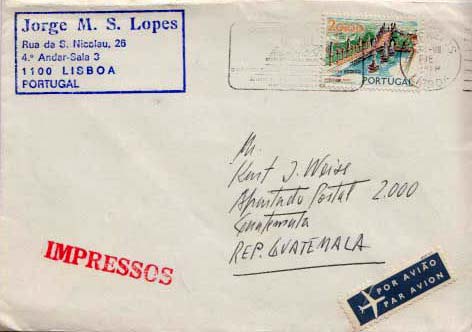 Jorge M. S. Lopes
Rua de S. Nicolau, 26
4.º Andar-Sala 3
1100 LISBOA
PORTUGAL
PORTUGAL
M.
Kurt J. Weiss
Apartado Postal 2.000
Guatemala
REP. GUATEMALA
IMPRESSOS
POR AVIÃO
PAR AVION